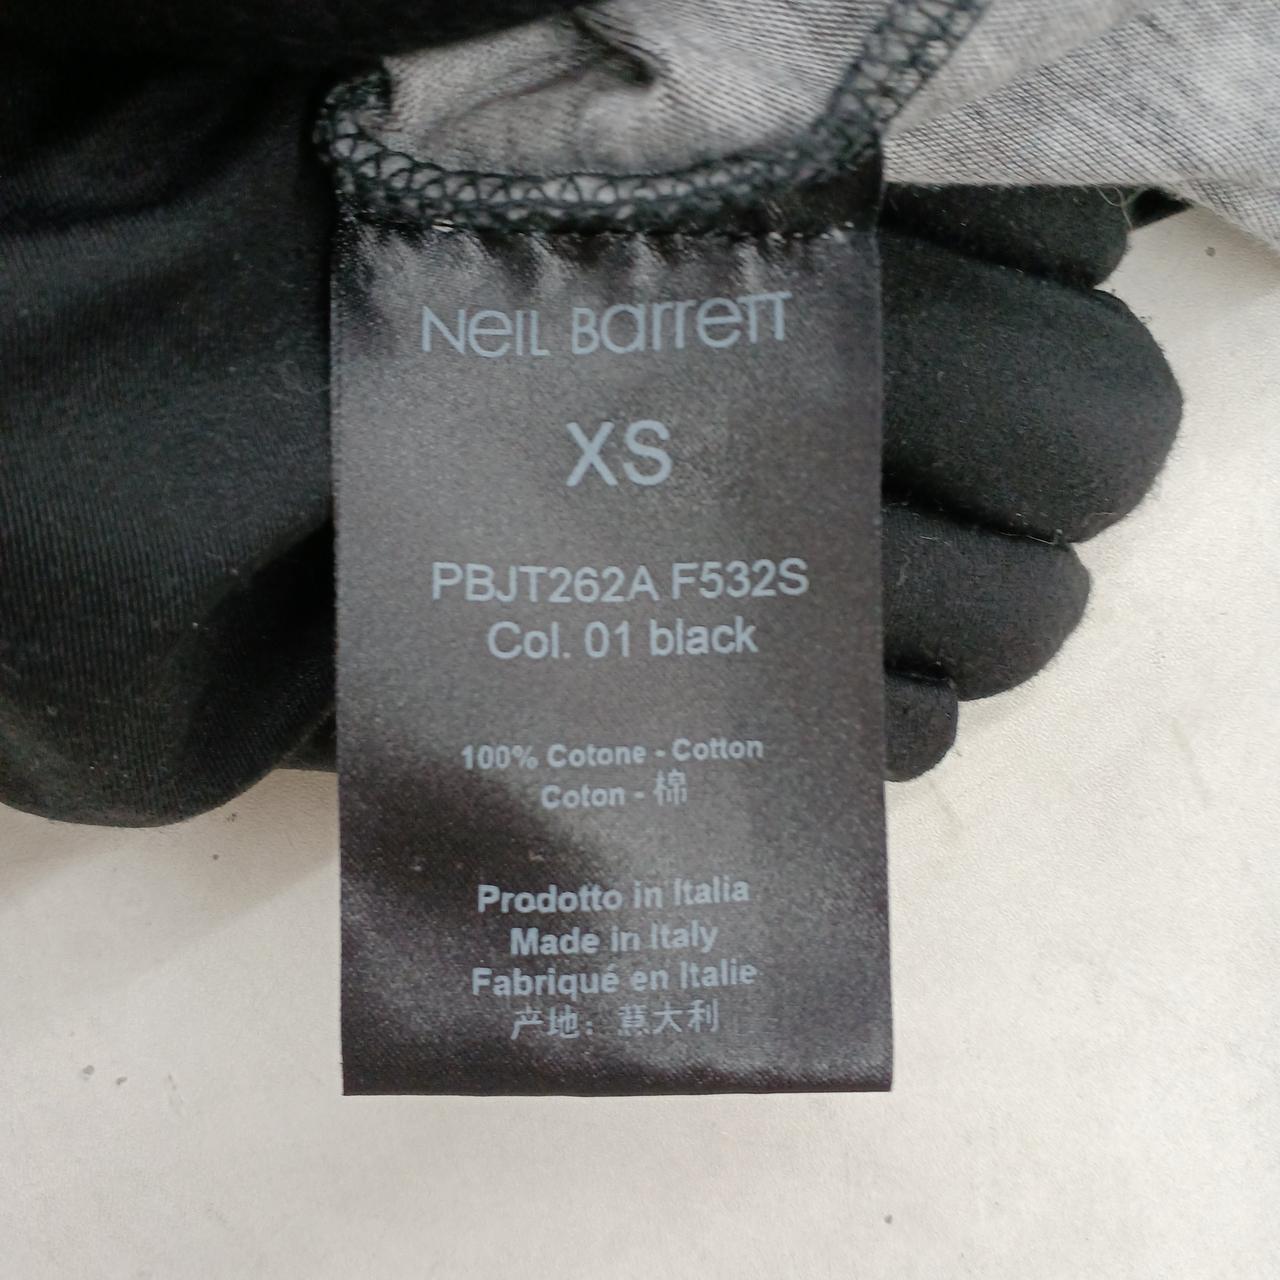 Neil Barrett
XS
PBJT262A F532S
Col. 01 black
100% Cotone - Cotton
Coton - 棉
Prodotto in Italia
Made in Italy
Fabriqué en Italie
产地：意大利